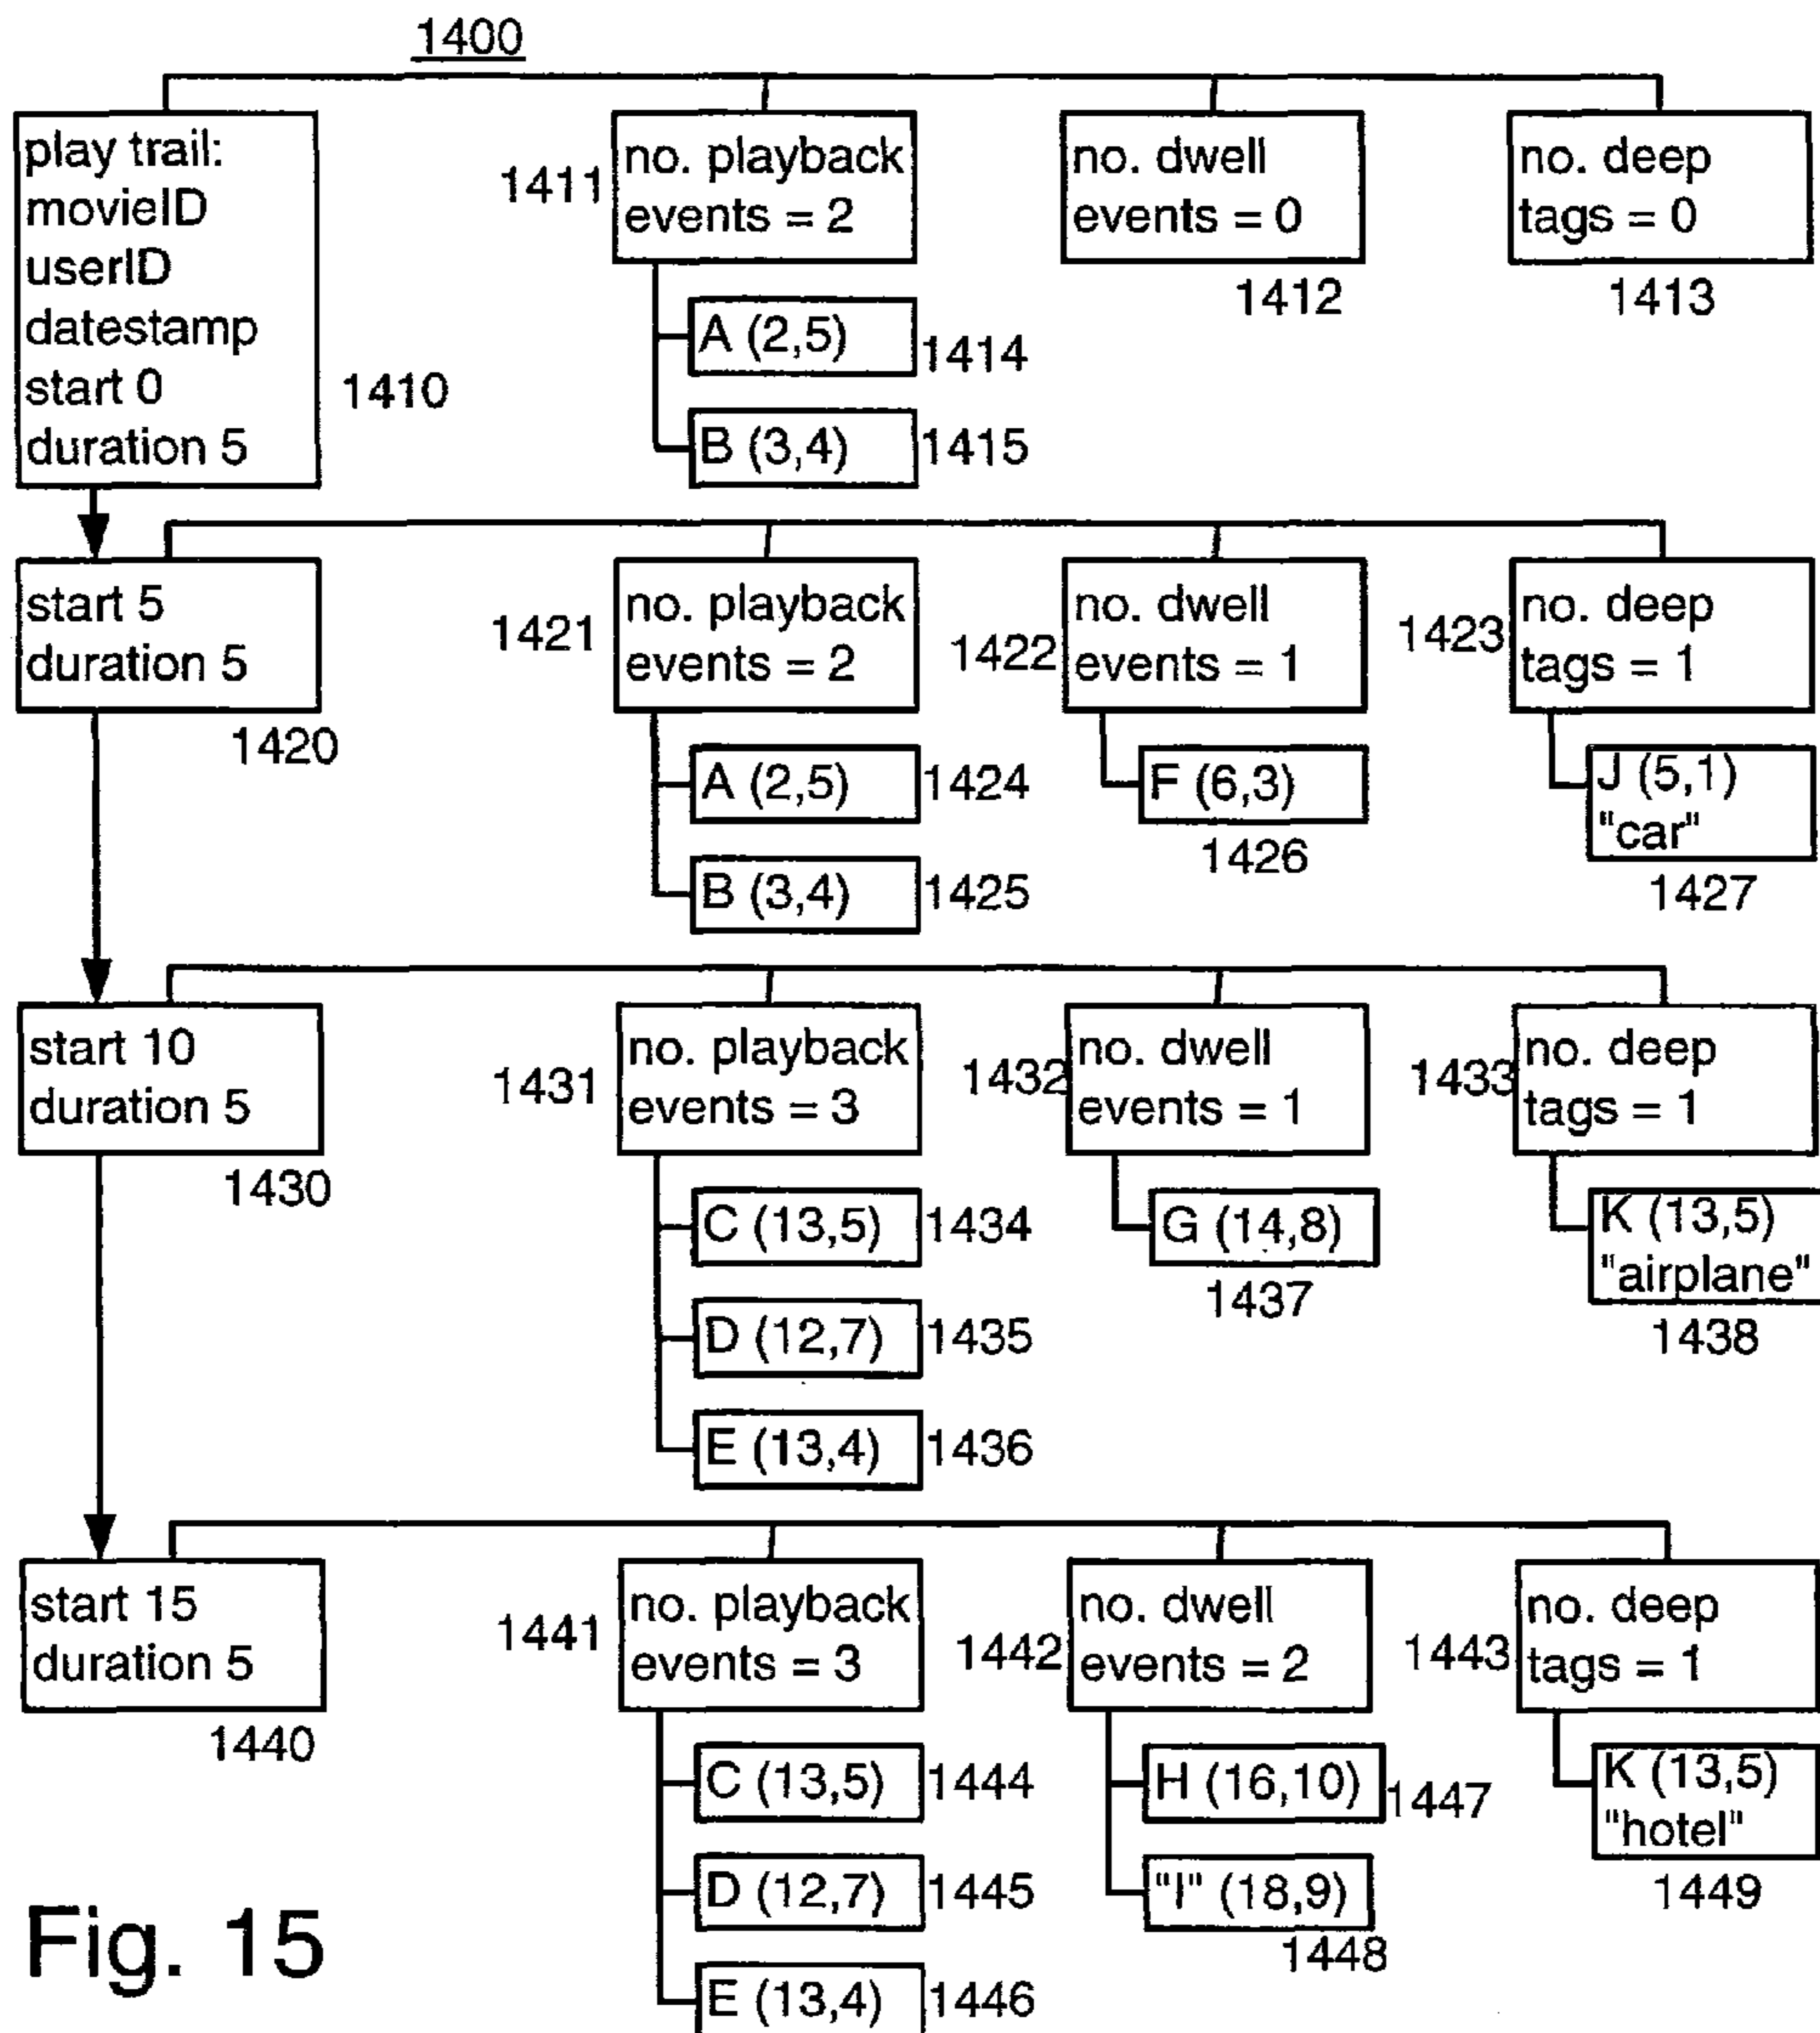 1400
play trail:
movieID
userID
datestamp
start 0
duration 5
1410
1411
no. playback
events = 2
A (2,5)
1414
B (3,4)
1415
no. dwell
events = 0
1412
no. deep
tags = 0
1413
start 5
duration 5
1420
1421
no. playback
events = 2
A (2,5)
1424
B (3,4)
1425
1422
no. dwell
events = 1
F (6,3)
1426
1423
no. deep
tags = 1
J (5,1)
"car"
1427
start 10
duration 5
1430
1431
no. playback
events = 3
C (13,5)
1434
D (12,7)
1435
E (13,4)
1436
1432
no. dwell
events = 1
G (14,8)
1437
1433
no. deep
tags = 1
K (13,5)
"airplane"
1438
start 15
duration 5
1440
1441
no. playback
events = 3
C (13,5)
1444
D (12,7)
1445
E (13,4)
1446
1442
no. dwell
events = 2
H (16,10)
1447
"I" (18,9)
1448
1443
no. deep
tags = 1
K (13,5)
"hotel"
1449
Fig. 15